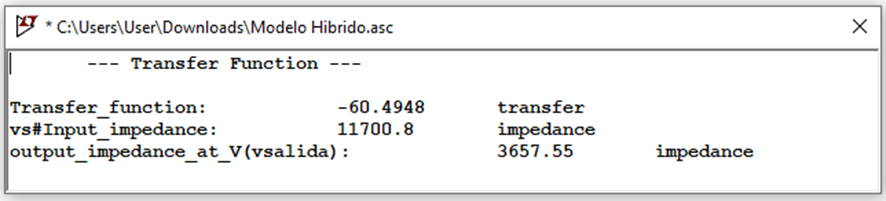 * C:\Users\User\Downloads\Modelo Hibrido.asc
--- Transfer Function ---
Transfer_function: -60.4948 transfer
vs#Input_impedance: 11700.8 impedance
output_impedance_at_V(vsalida): 3657.55 impedance